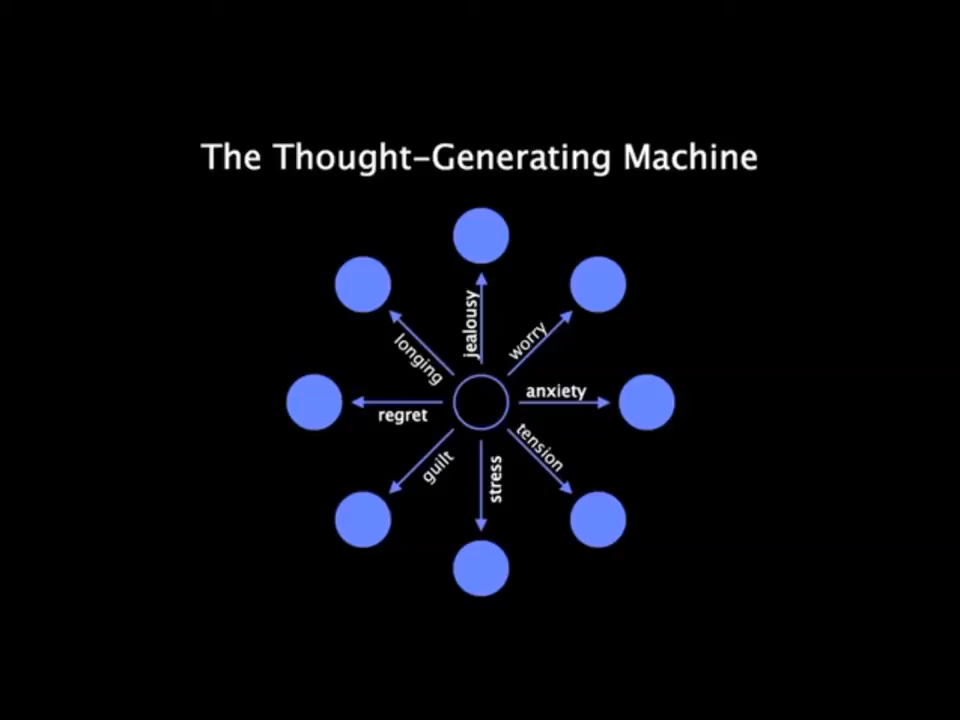 The Thought-Generating Machine
jealousy
worry
longing
anxiety
regret
tension
guilt
stress